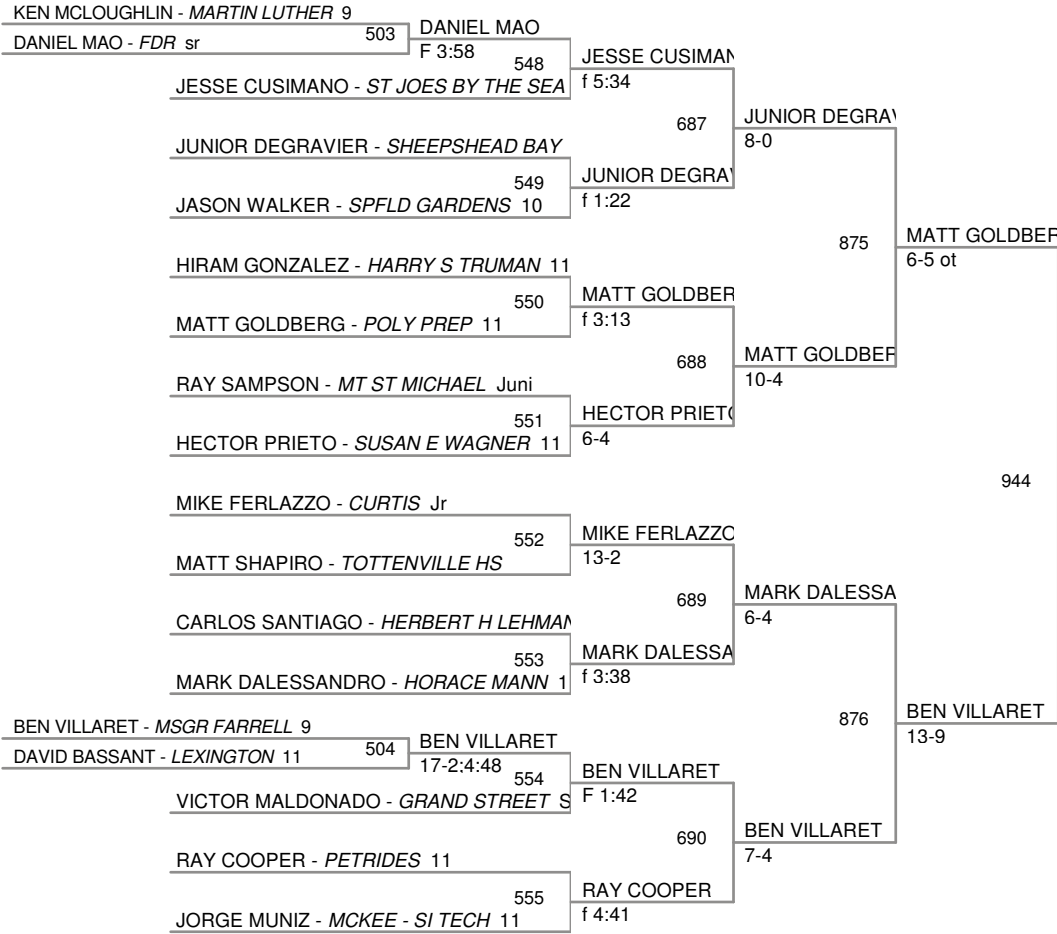 KEN MCLOUGHLIN - MARTIN LUTHER 9
503
DANIEL MAO
DANIEL MAO - FDR sr
F 3:58
548
JESSE CUSIMAN
JESSE CUSIMANO - ST JOES BY THE SEA
f 5:34
687
JUNIOR DEGRAV
8-0
JUNIOR DEGRAVIER - SHEEPSHEAD BAY
549
JUNIOR DEGRAV
JASON WALKER - SPFLD GARDENS 10
f 1:22
875
MATT GOLDBER
6-5 ot
HIRAM GONZALEZ - HARRY S TRUMAN 11
550
MATT GOLDBER
MATT GOLDBERG - POLY PREP 11
f 3:13
688
MATT GOLDBER
10-4
RAY SAMPSON - MT ST MICHAEL Juni
551
HECTOR PRIETO
HECTOR PRIETO - SUSAN E WAGNER 11
6-4
944
MIKE FERLAZZO - CURTIS Jr
552
MIKE FERLAZZO
MATT SHAPIRO - TOTTENVILLE HS
13-2
689
MARK DALESSA
6-4
CARLOS SANTIAGO - HERBERT H LEHMAN
553
MARK DALESSA
MARK DALESSANDRO - HORACE MANN 1
f 3:38
876
BEN VILLARET
13-9
BEN VILLARET - MSGR FARRELL 9
504
BEN VILLARET
DAVID BASSANT - LEXINGTON 11
17-2;4:48
554
BEN VILLARET
VICTOR MALDONADO - GRAND STREET S
F 1:42
690
BEN VILLARET
7-4
RAY COOPER - PETRIDES 11
555
RAY COOPER
JORGE MUNIZ - MCKEE - SI TECH 11
f 4:41